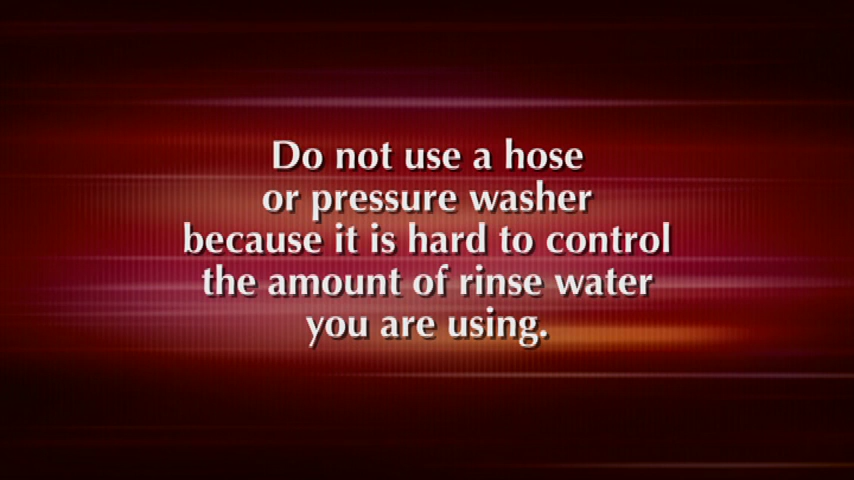 Do not use a hose
or pressure washer
because it is hard to control
the amount of rinse water
you are using.